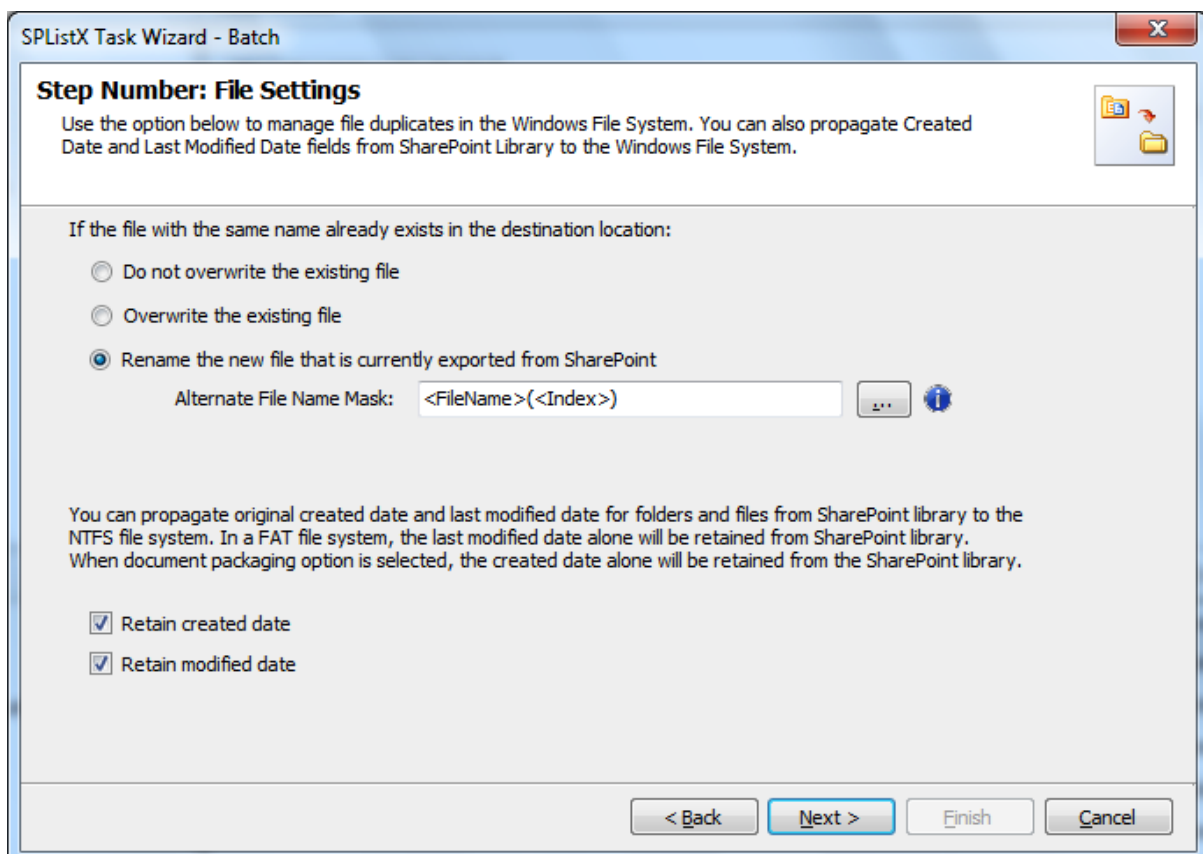 SPListX Task Wizard - Batch
Step Number: File Settings
Use the option below to manage file duplicates in the Windows File System. You can also propagate Created
Date and Last Modified Date fields from SharePoint Library to the Windows File System.
If the file with the same name already exists in the destination location:
Do not overwrite the existing file
Overwrite the existing file
Rename the new file that is currently exported from SharePoint
Alternate File Name Mask: <FileName>(<Index>) ...
You can propagate original created date and last modified date for folders and files from SharePoint library to the
NTFS file system. In a FAT file system, the last modified date alone will be retained from SharePoint library.
When document packaging option is selected, the created date alone will be retained from the SharePoint library.
Retain created date
Retain modified date
< Back Next > Finish Cancel